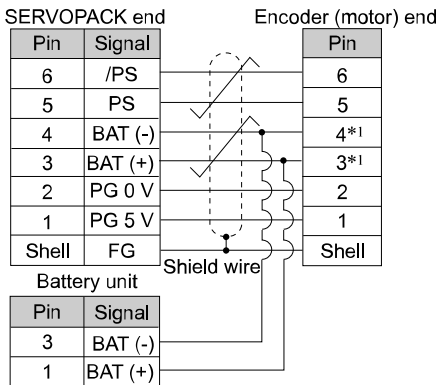 SERVOPACK end Encoder (motor) end
Pin Signal Pin
6 /PS 6
5 PS 5
4 BAT (-) 4*1
3 BAT (+) 3*1
2 PG 0 V 2
1 PG 5 V 1
Shell FG Shell
Shield wire
Battery unit
Pin Signal
3 BAT (-)
1 BAT (+)